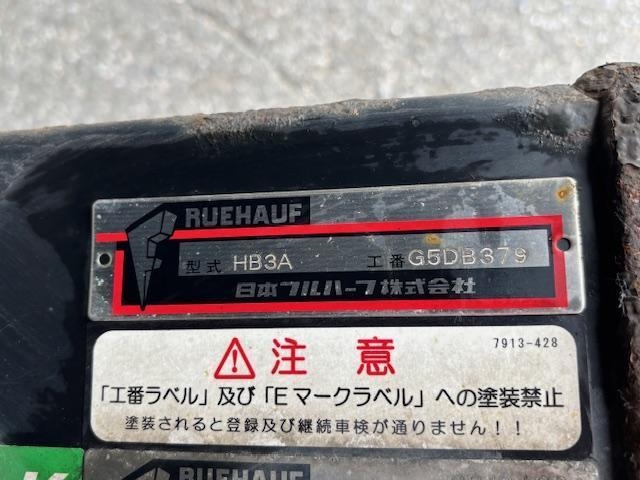 FRUEHAUF
型式 HB3A 工番 G5DB379
日本フルハーフ株式会社
⚠注意 7913-428
「工番ラベル」及び「Eマークラベル」への塗装禁止
塗装されると登録及び継続車検が通りません!!
FRUEHAUF